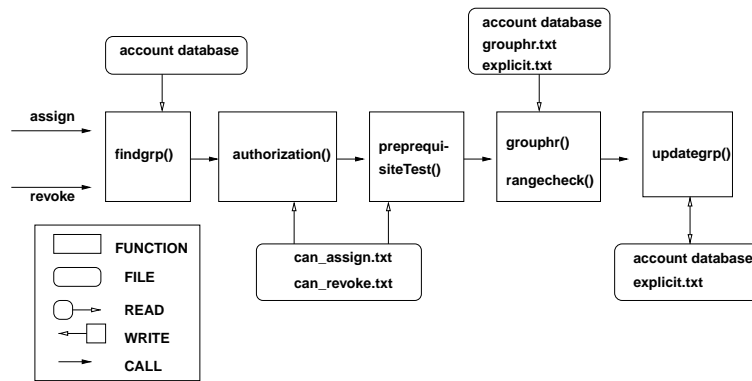 account database
account database
grouphr.txt
explicit.txt
assign
revoke
findgrp()
authorization()
preprequi-
siteTest()
grouphr()
rangecheck()
updategrp()
can_assign.txt
can_revoke.txt
account database
explicit.txt
FUNCTION
FILE
READ
WRITE
CALL